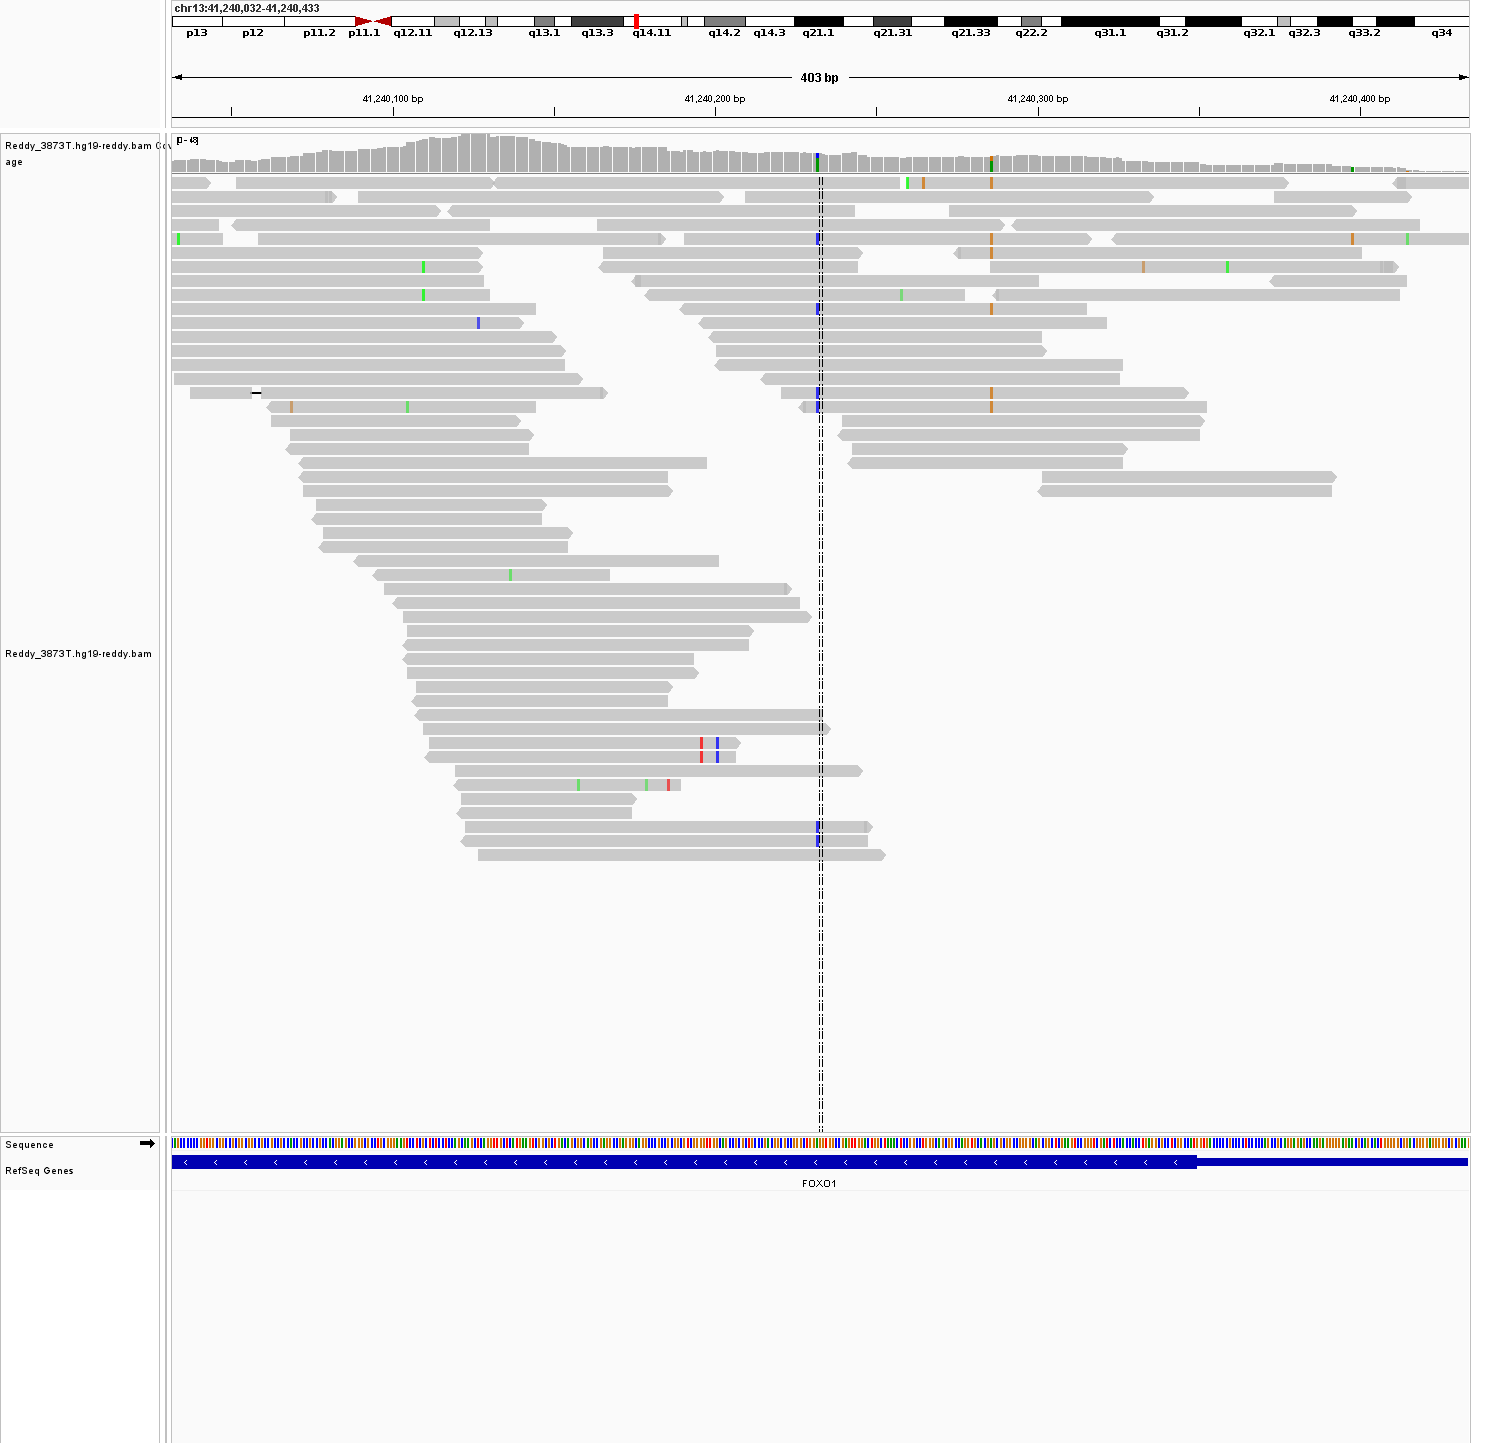 chr13:41,240,032-41,240,433
p13 p12 p11.2 p11.1 q12.11 q12.13 q13.1 q13.3 q14.11 q14.2 q14.3 q21.1 q21.31 q21.33 q22.2 q31.1 q31.2 q32.1 q32.3 q33.2 q34
403 bp
41,240,100 bp 41,240,200 bp 41,240,300 bp 41,240,400 bp
Reddy_3873T.hg19-reddy.bam Cov
age
Reddy_3873T.hg19-reddy.bam
Sequence
RefSeq Genes
FOXO1